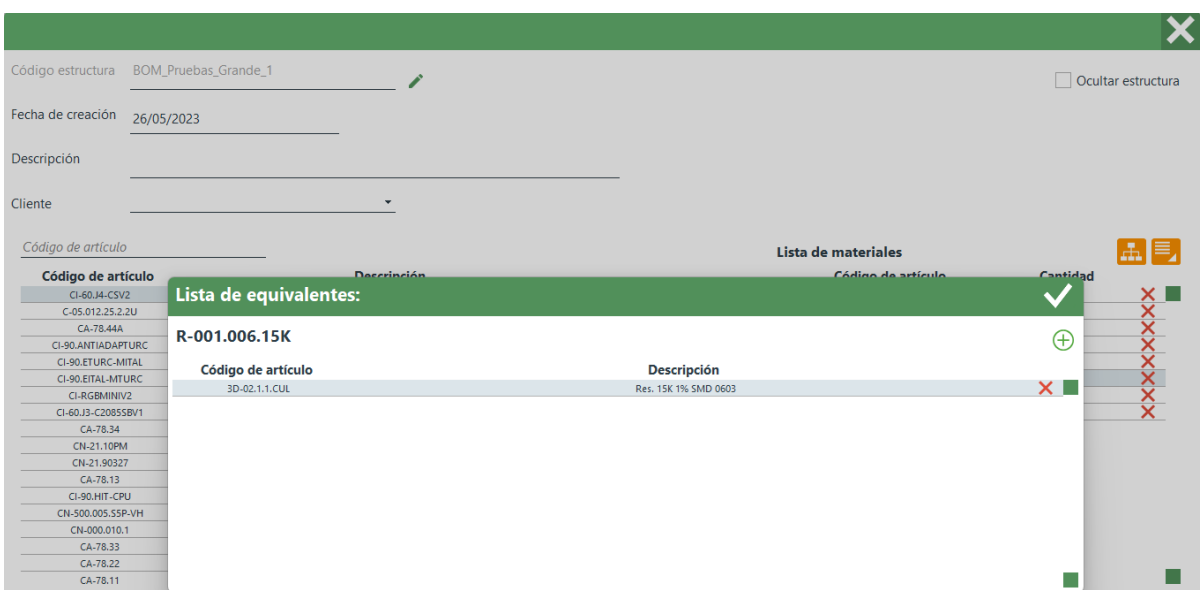 Código estructura BOM_Pruebas_Grande_1
Ocultar estructura
Fecha de creación 26/05/2023
Descripción
Cliente
Código de artículo
Lista de materiales
Código de artículo Descripción Código de artículo Cantidad
CI-60.J4-CSV2
C-05.012.25.2.2U
CA-78.44A
CI-90.ANTIADAPTURC
CI-90.ETURC-MITAL
CI-90.EITAL-MTURC
CI-RGBMINIV2
CI-60.J3-C2085SBV1
CA-78.34
CN-21.10PM
CN-21.90327
CA-78.13
CI-90.HIT-CPU
CN-500.005.S5P-VH
CN-000.010.1
CA-78.33
CA-78.22
CA-78.11
Lista de equivalentes:
R-001.006.15K
Código de artículo Descripción
3D-02.1.1.CUL Res. 15K 1% SMD 0603